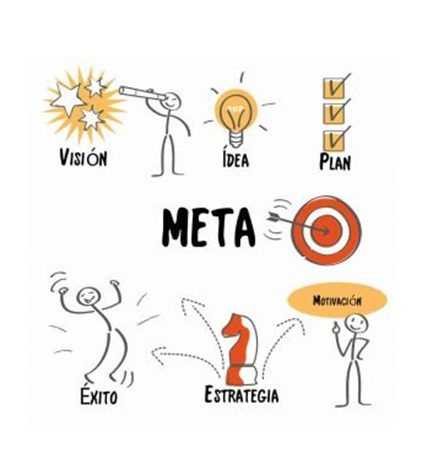 VISIÓN
ÍDEA
PLAN
META
MOTIVACIÓN
ÉXITO
ESTRATEGIA